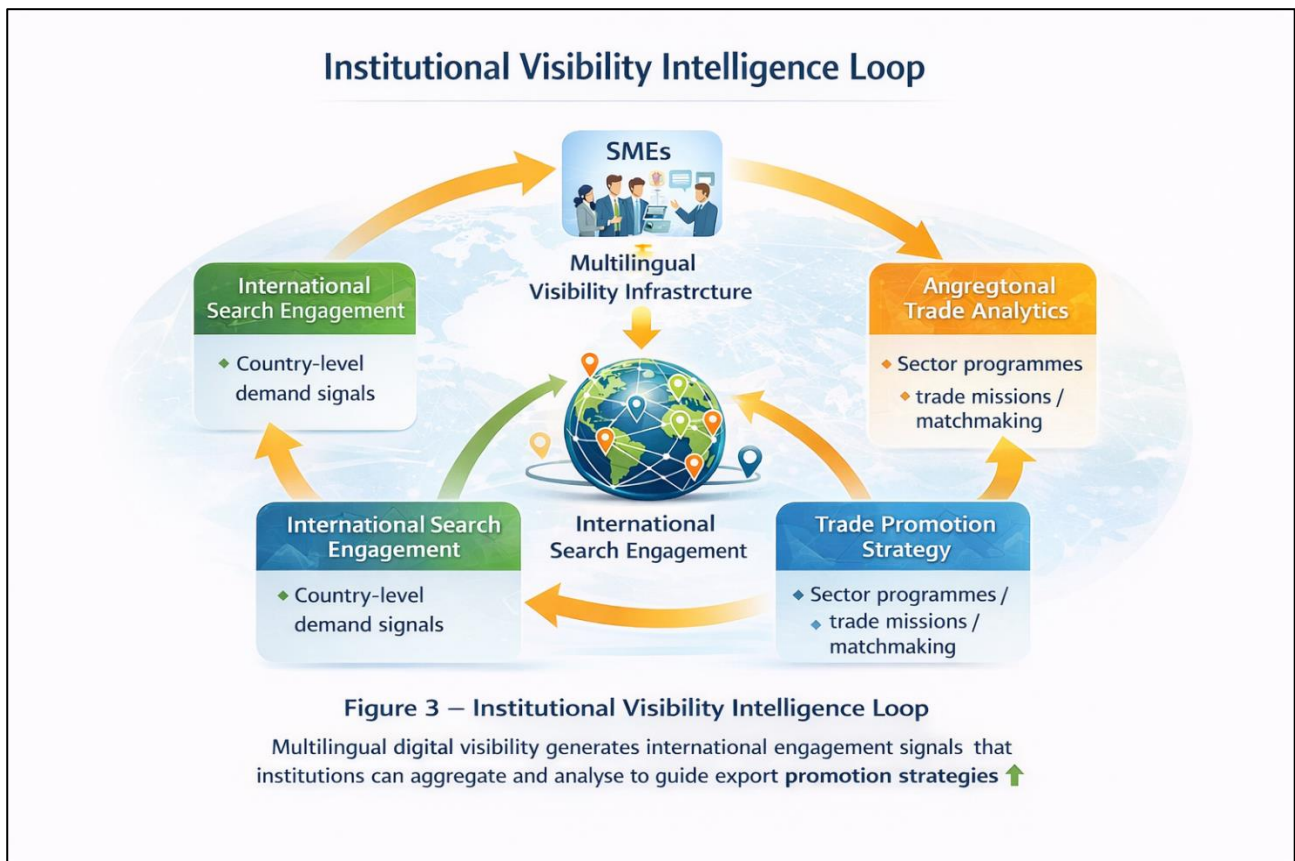 Institutional Visibility Intelligence Loop
SMEs
Multilingual
Visibility Infrastrcture
International
Search Engagement
Country-level
demand signals
Angregtonal
Trade Analytics
Sector programmes
trade missions /
matchmaking
International Search
Engagement
Country-level
demand signals
International
Search Engagement
Trade Promotion
Strategy
Sector programmes /
trade missions /
matchmaking
Figure 3 — Institutional Visibility Intelligence Loop
Multilingual digital visibility generates international engagement signals that
institutions can aggregate and analyse to guide export promotion strategies